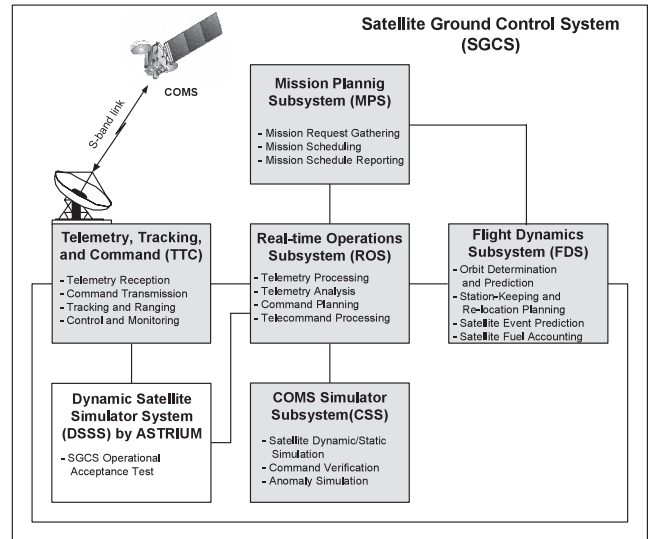 Satellite Ground Control System
(SGCS)
COMS
S-band link
Mission Plannig
Subsystem (MPS)
- Mission Request Gathering
- Mission Scheduling
- Mission Schedule Reporting
Telemetry, Tracking,
and Command (TTC)
- Telemetry Reception
- Command Transmission
- Tracking and Ranging
- Control and Monitoring
Real-time Operations
Subsystem (ROS)
- Telemetry Processing
- Telemetry Analysis
- Command Planning
- Telecommand Processing
Flight Dynamics
Subsystem (FDS)
- Orbit Determination
and Prediction
- Station-Keeping and
Re-location Planning
- Satellite Event Prediction
- Satellite Fuel Accounting
Dynamic Satellite
Simulator System
(DSSS) by ASTRIUM
- SGCS Operational
Acceptance Test
COMS Simulator
Subsystem(CSS)
- Satellite Dynamic/Static
Simulation
- Command Verification
- Anomaly Simulation